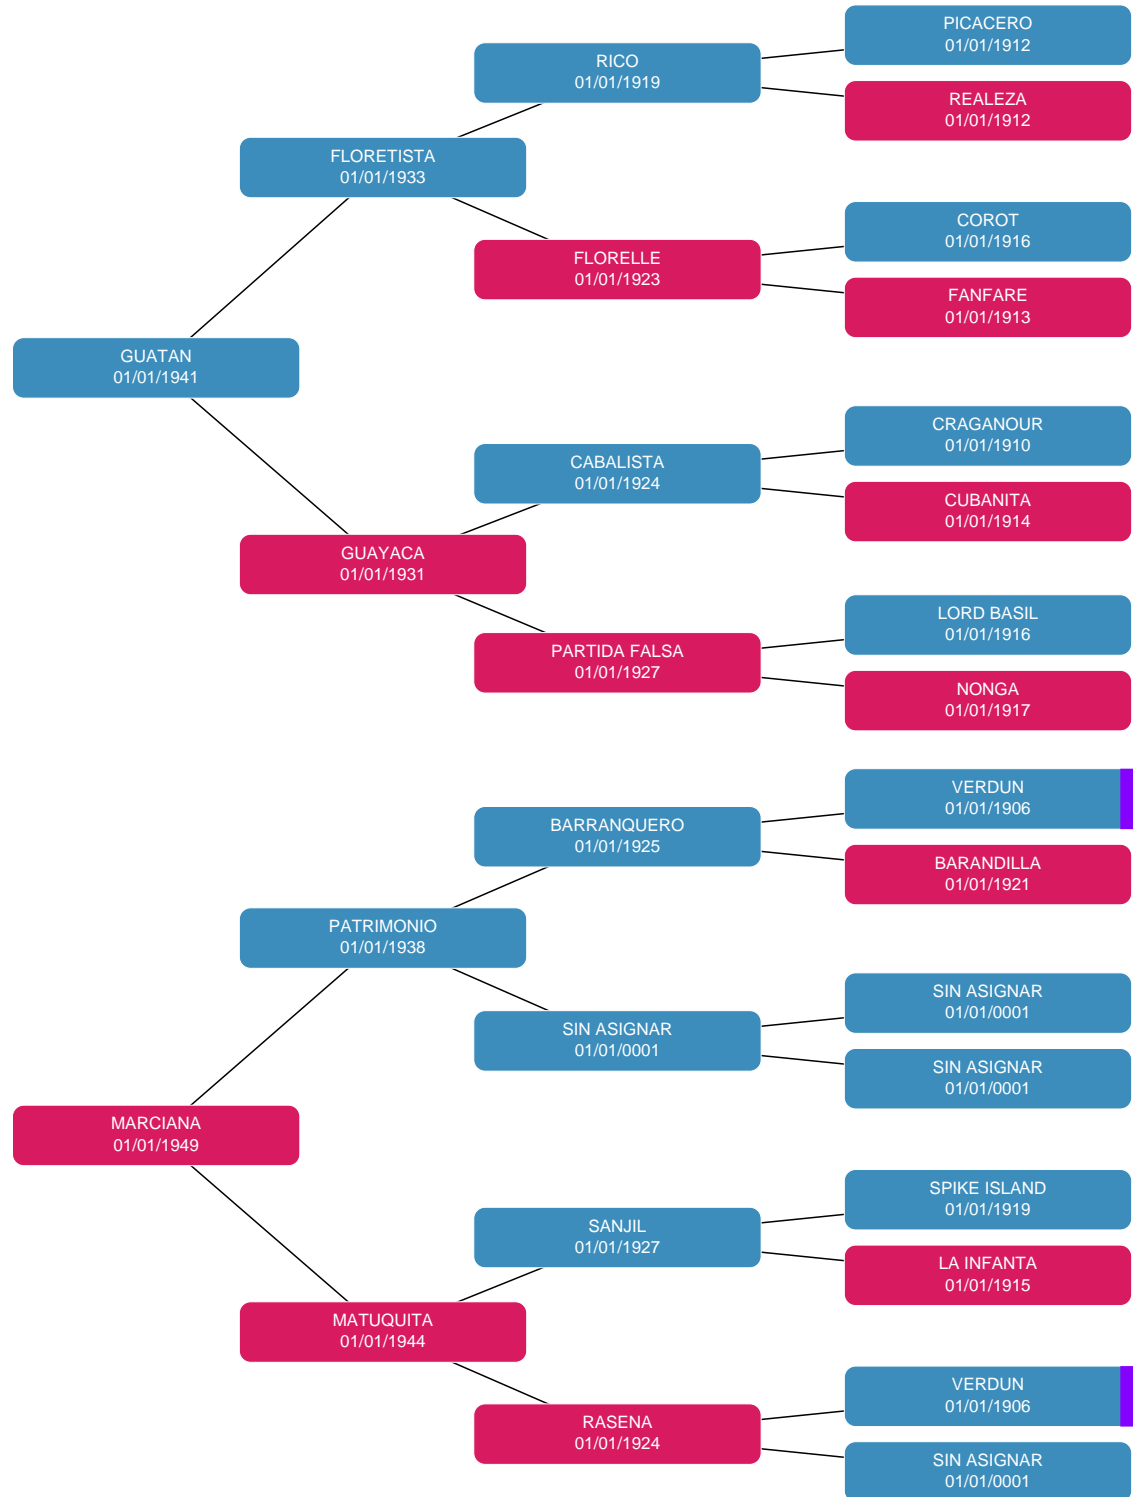 PICACERO
01/01/1912
RICO
01/01/1919
REALEZA
01/01/1912
FLORETISTA
01/01/1933
COROT
01/01/1916
FLORELLE
01/01/1923
FANFARE
01/01/1913
GUATAN
01/01/1941
CRAGANOUR
01/01/1910
CABALISTA
01/01/1924
CUBANITA
01/01/1914
GUAYACA
01/01/1931
LORD BASIL
01/01/1916
PARTIDA FALSA
01/01/1927
NONGA
01/01/1917
VERDUN
01/01/1906
BARRANQUERO
01/01/1925
BARANDILLA
01/01/1921
PATRIMONIO
01/01/1938
SIN ASIGNAR
01/01/0001
SIN ASIGNAR
01/01/0001
SIN ASIGNAR
01/01/0001
MARCIANA
01/01/1949
SPIKE ISLAND
01/01/1919
SANJIL
01/01/1927
LA INFANTA
01/01/1915
MATUQUITA
01/01/1944
VERDUN
01/01/1906
RASENA
01/01/1924
SIN ASIGNAR
01/01/0001